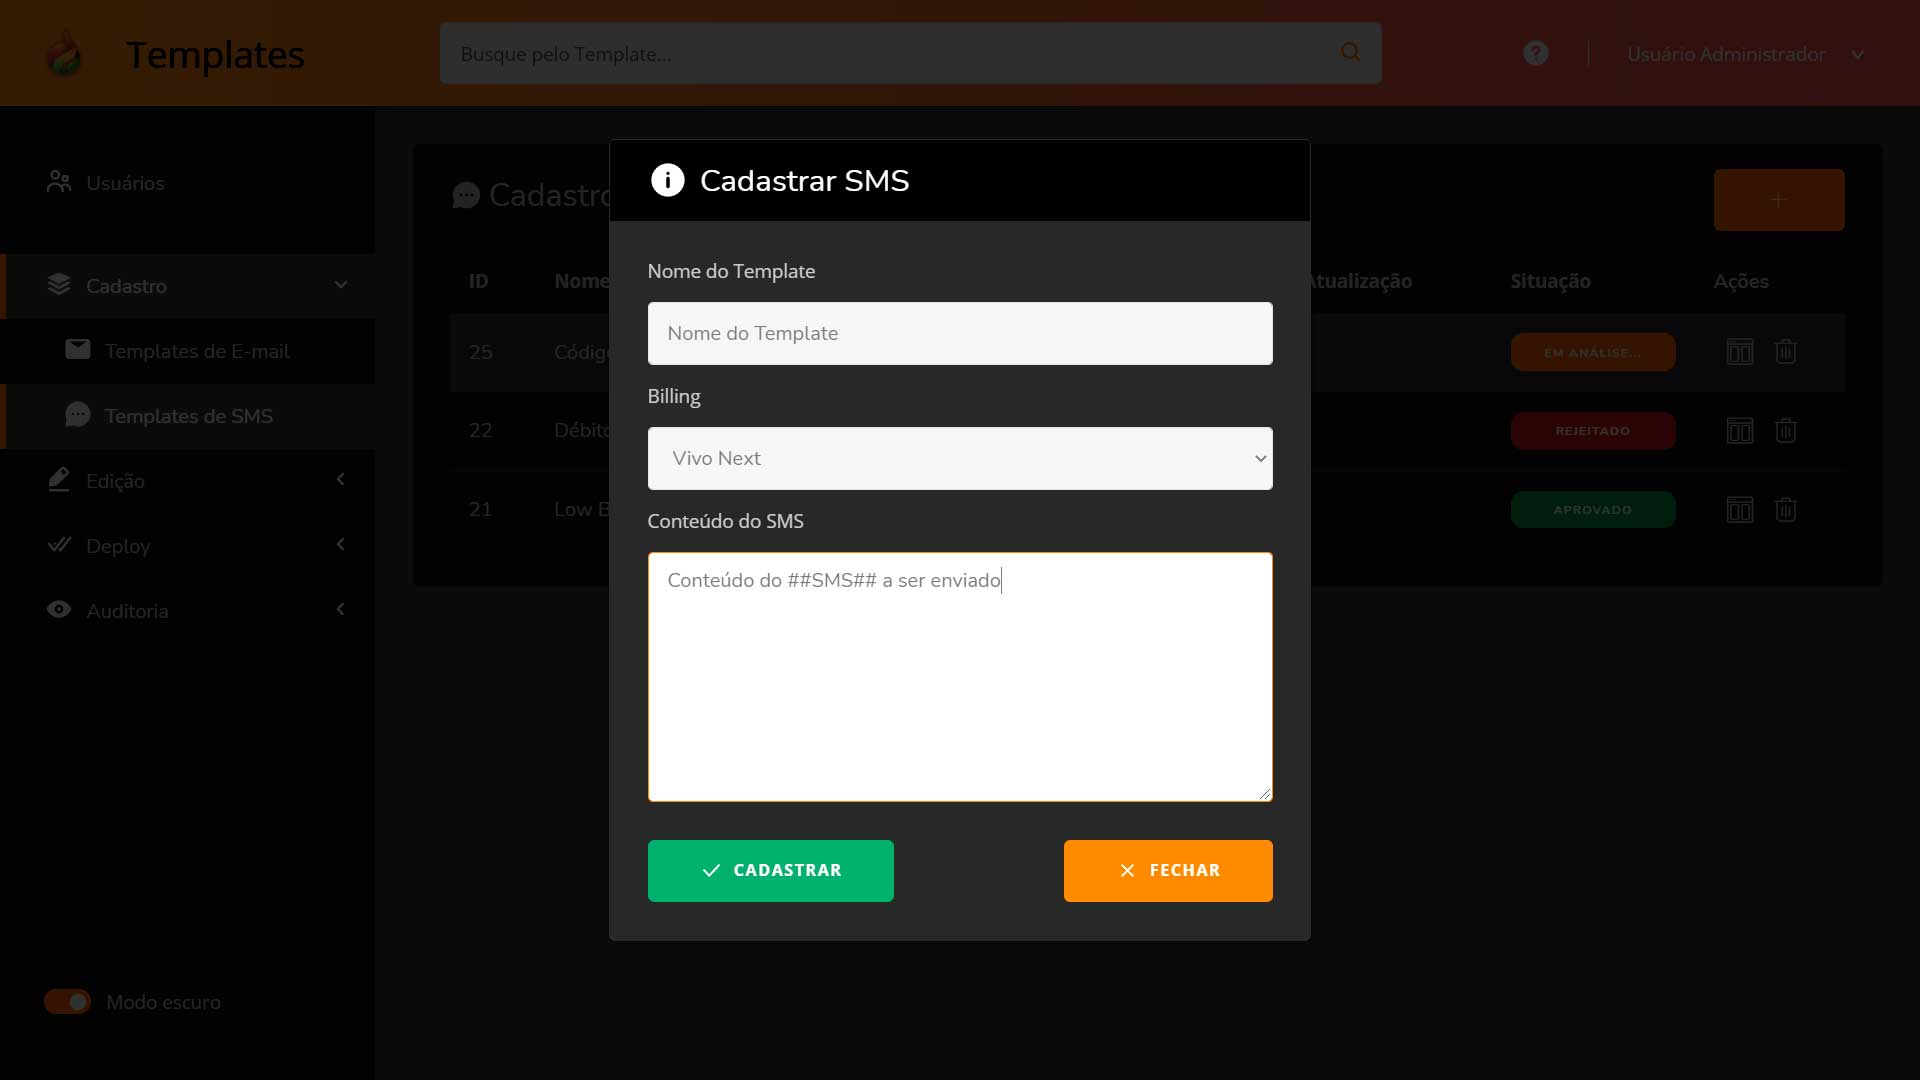 Templates
Busque pelo Template...
Usuário Administrador
Usuários
Cadastro
Templates de E-mail
Templates de SMS
Edição
Deploy
Auditoria
Modo escuro
Cadastro
ID Nome Atualização Situação Ações
25 Código EM ANÁLISE...
22 Débito REJEITADO
21 Low B APROVADO
Cadastrar SMS
Nome do Template
Nome do Template
Billing
Vivo Next
Conteúdo do SMS
Conteúdo do ##SMS## a ser enviado
CADASTRAR
FECHAR